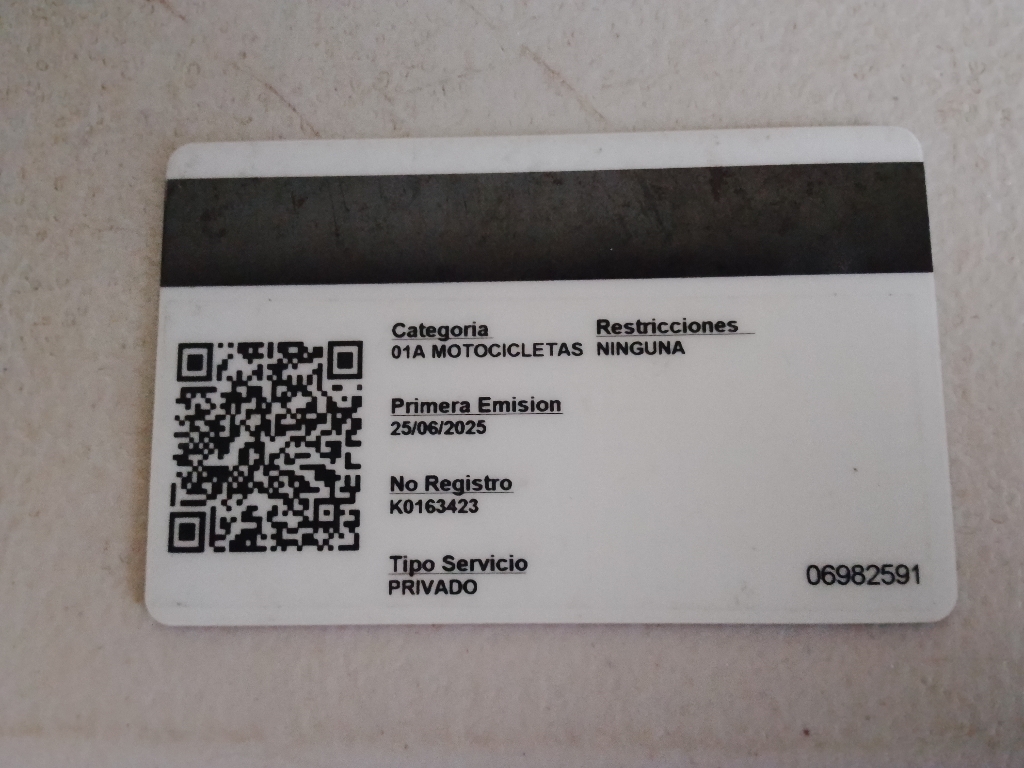 Categoria
01A MOTOCICLETAS
Restricciones
NINGUNA
Primera Emision
25/06/2025
No Registro
K0163423
Tipo Servicio
PRIVADO
06982591